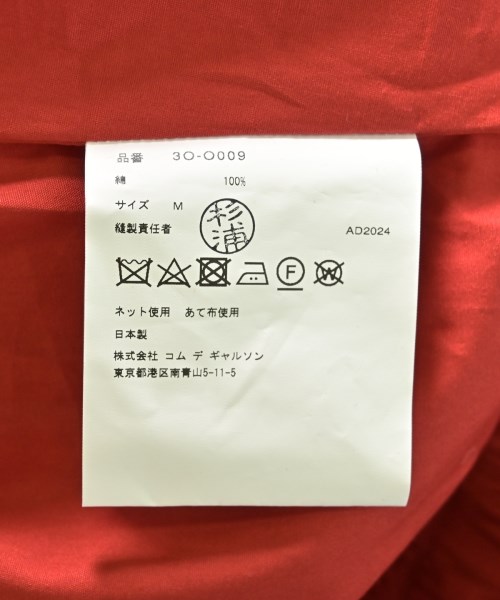 品番 3O-O009
綿 100%
サイズ M
縫製責任者 杉浦 AD2024
F W
ネット使用 あて布使用
日本製
株式会社 コム デ ギャルソン
東京都港区南青山5-11-5